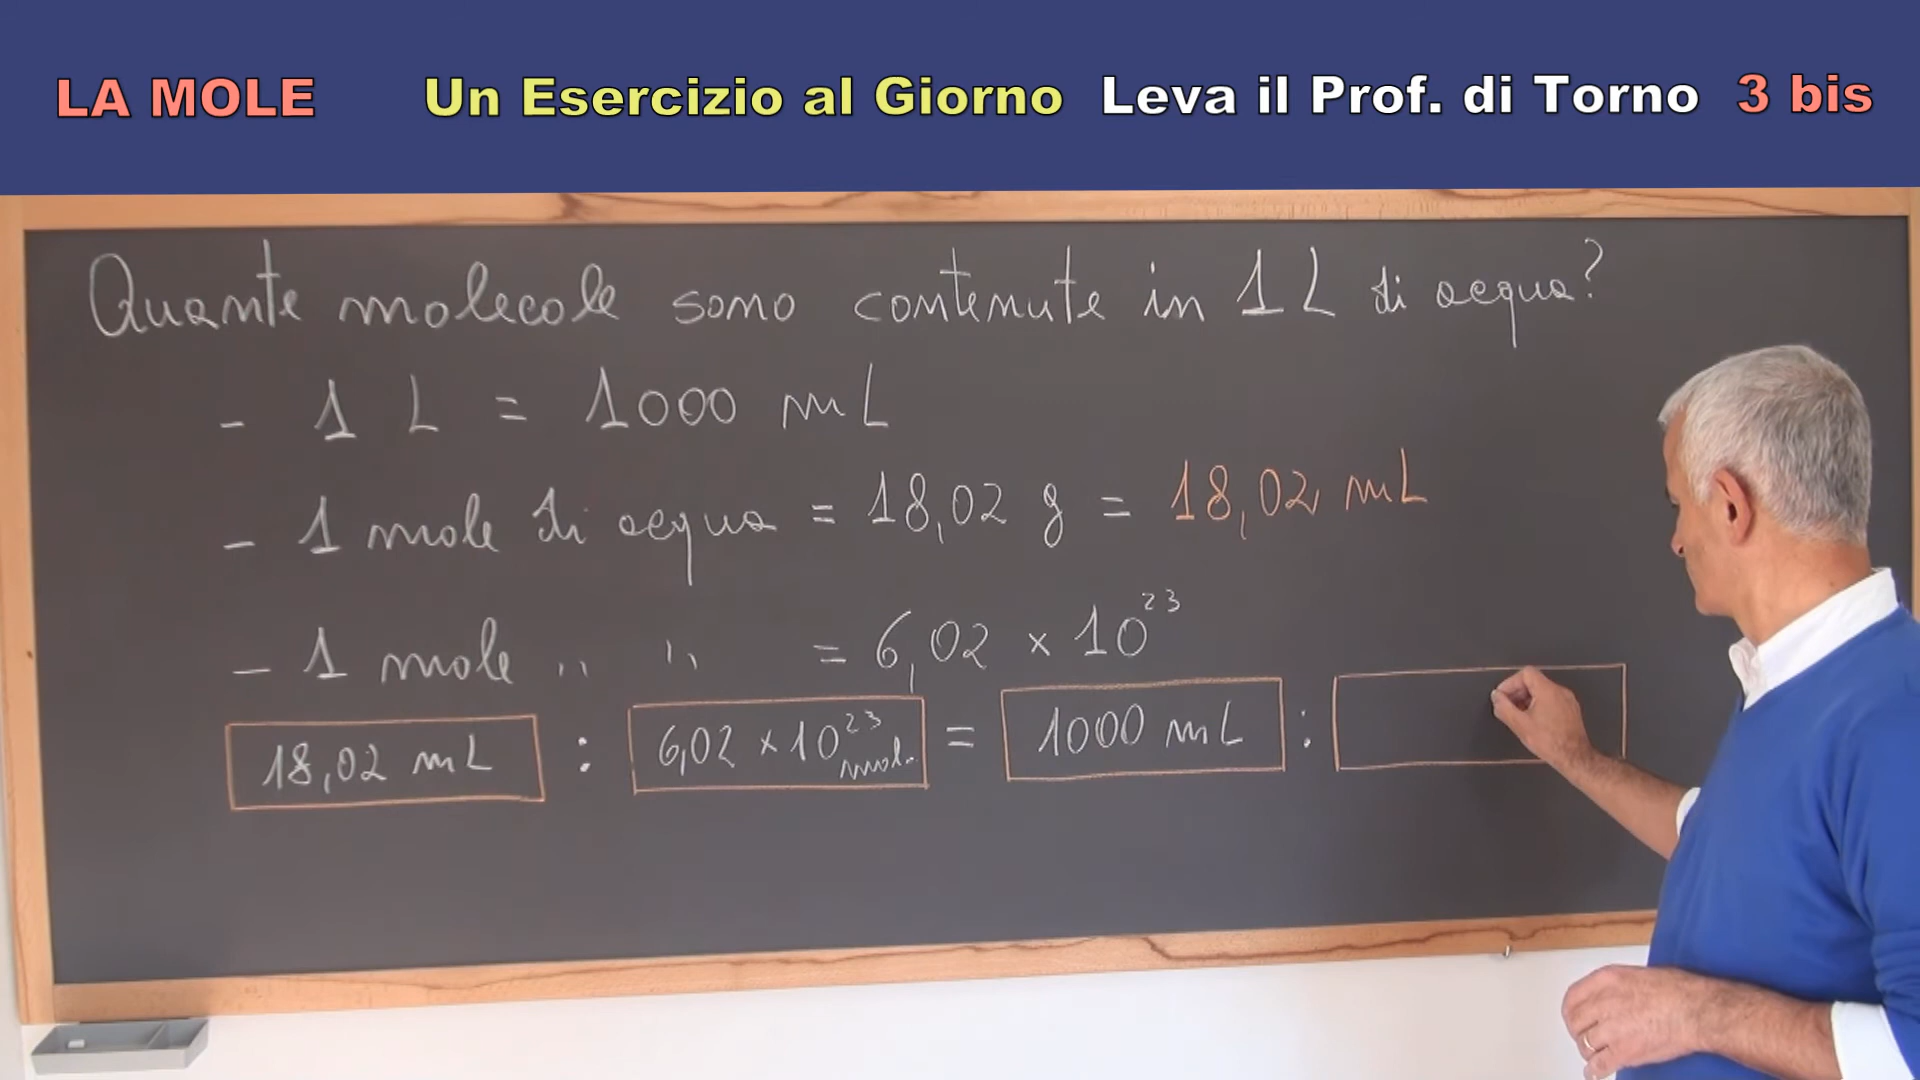 LA MOLE Un Esercizio al Giorno Leva il Prof. di Torno 3 bis
Quante molecole sono contenute in 1 L di acqua?
- 1 L = 1000 mL
- 1 mole di acqua = 18,02 g = 18,02 mL
- 1 mole " " = 6,02 × 10²³
18,02 mL : 6,02 × 10²³ mol. = 1000 mL :